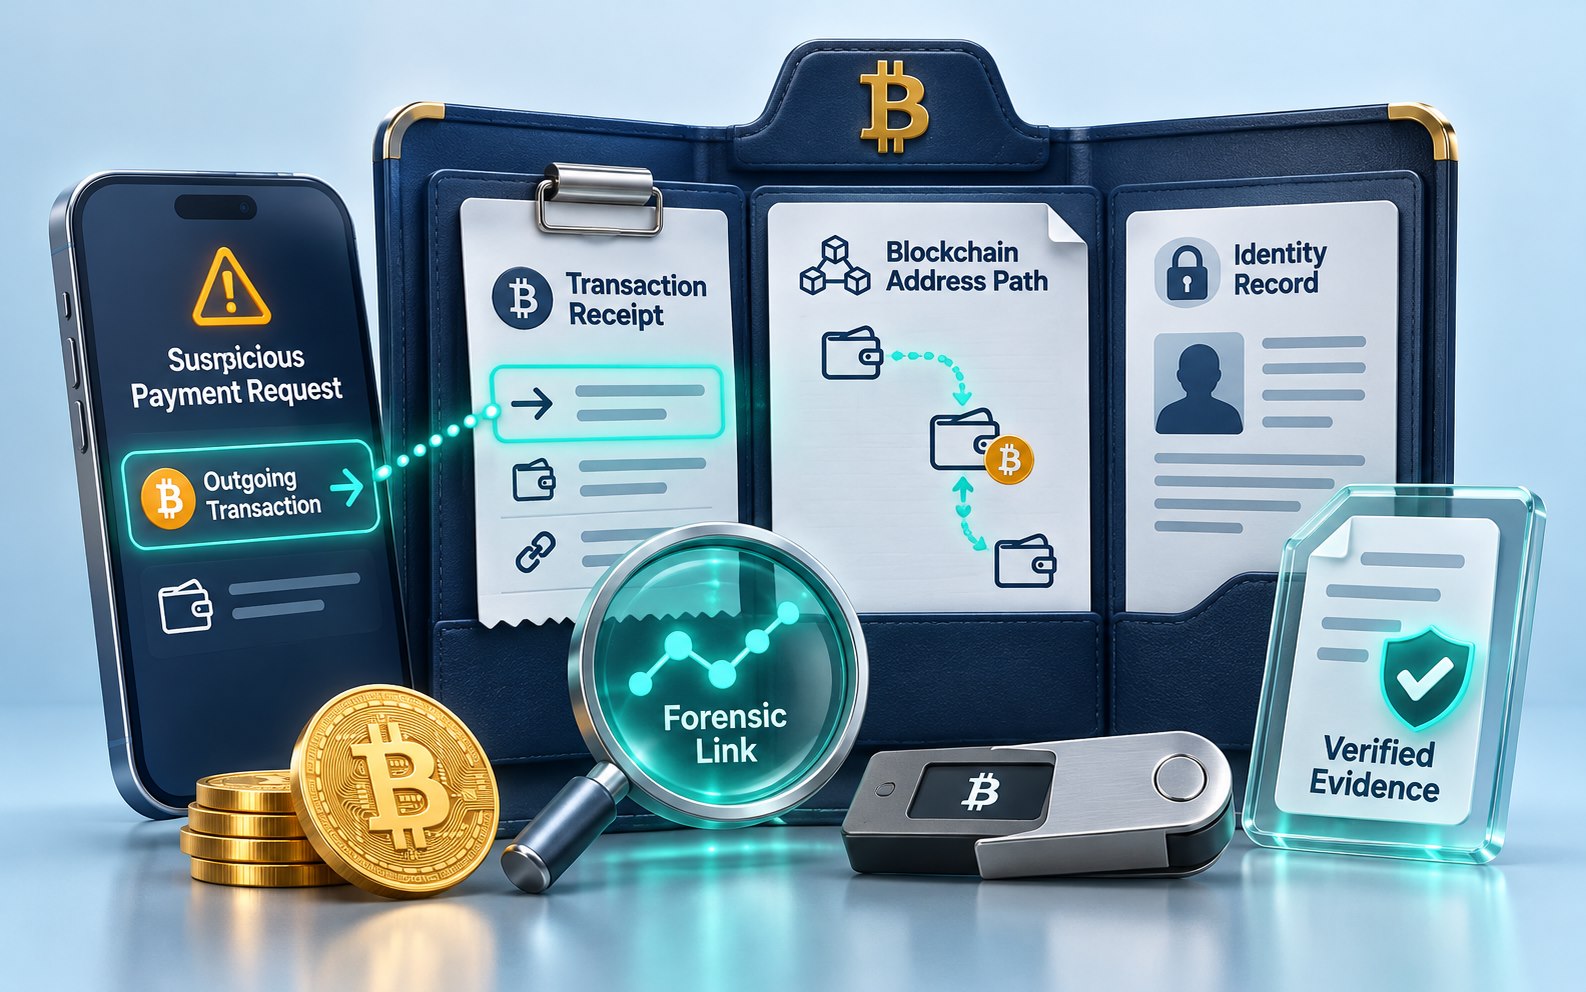 Suspicious
Payment Request
Outgoing
Transaction
Transaction
Receipt
Blockchain
Address Path
Identity
Record
Forensic
Link
Verified
Evidence